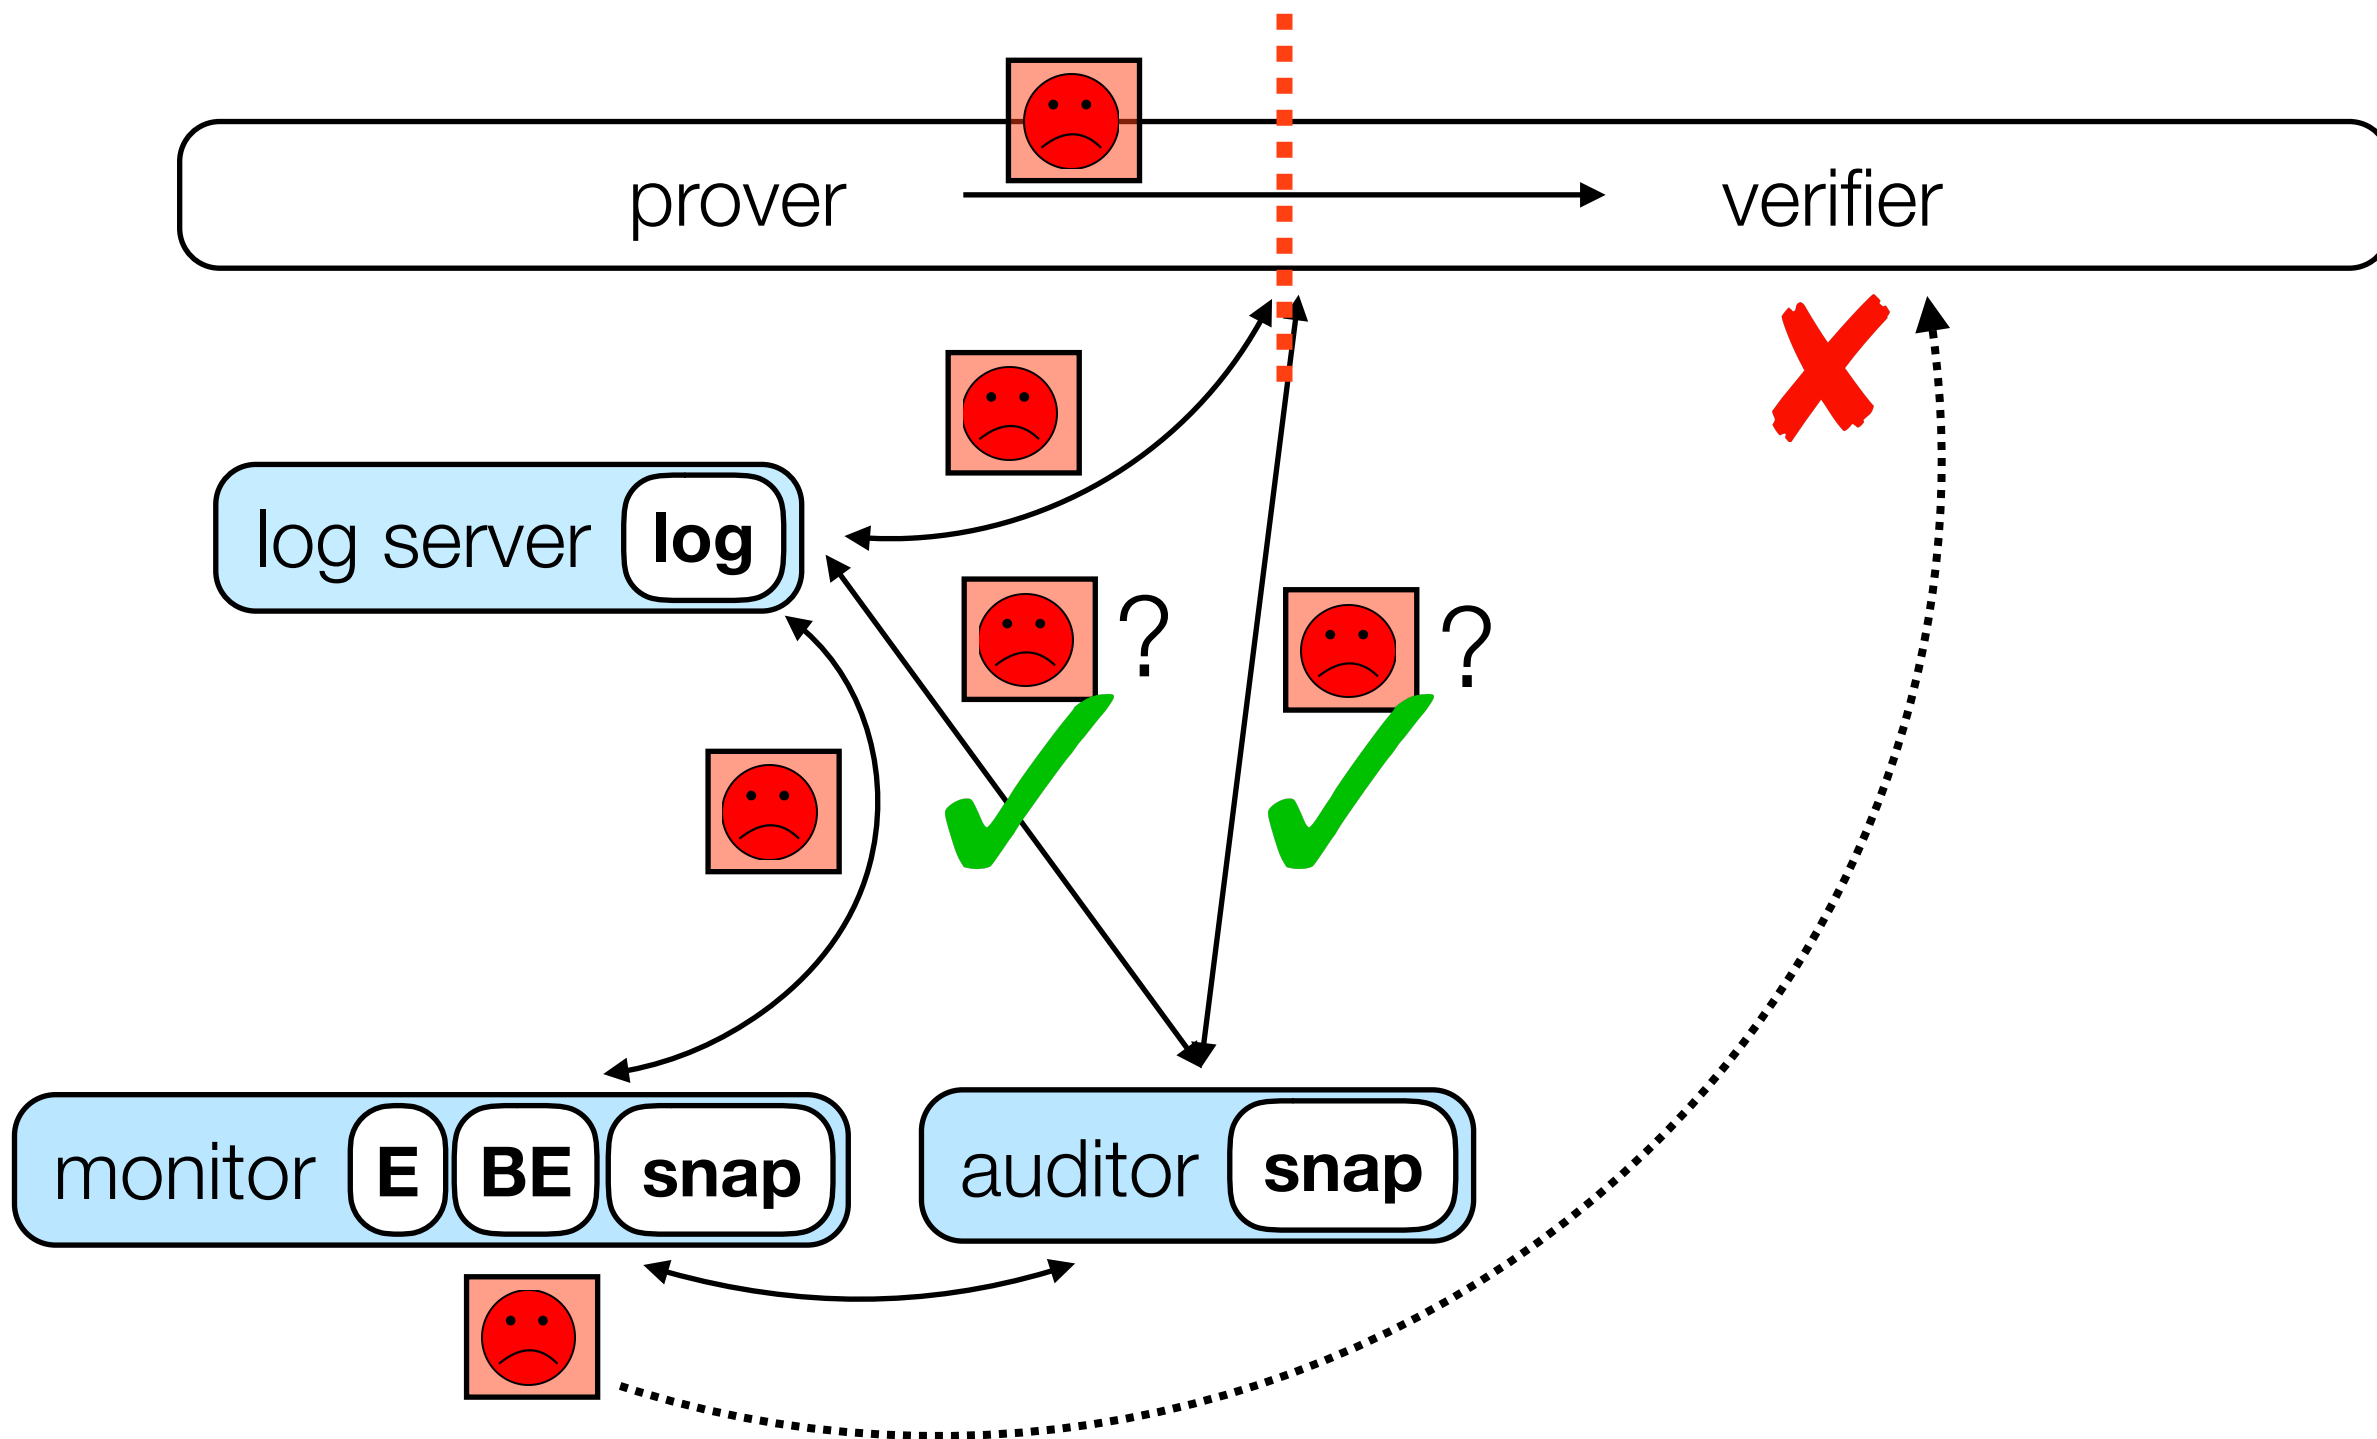 prover
verifier
log server
log
?
?
monitor
E
BE
snap
auditor
snap